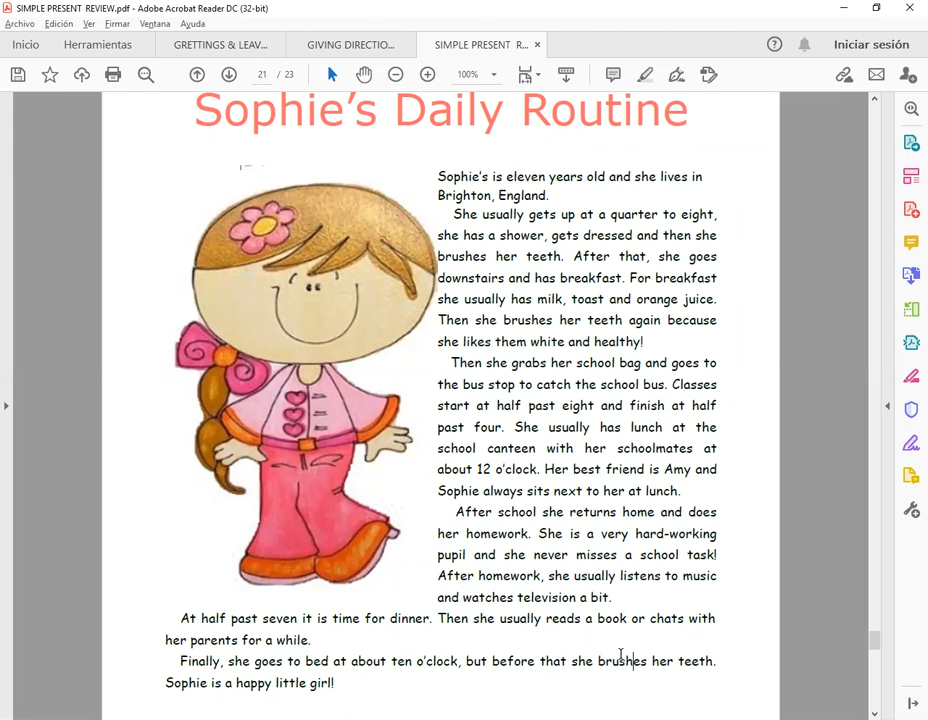 SIMPLE PRESENT REVIEW.pdf - Adobe Acrobat Reader DC (32-bit)
Archivo Edición Ver Firmar Ventana Ayuda
Inicio Herramientas GRETTINGS & LEAV... GIVING DIRECTIO... SIMPLE PRESENT R... × Iniciar sesión
21 / 23 100%
Sophie's Daily Routine
Sophie's is eleven years old and she lives in
Brighton, England.
She usually gets up at a quarter to eight,
she has a shower, gets dressed and then she
brushes her teeth. After that, she goes
downstairs and has breakfast. For breakfast
she usually has milk, toast and orange juice.
Then she brushes her teeth again because
she likes them white and healthy!
Then she grabs her school bag and goes to
the bus stop to catch the school bus. Classes
start at half past eight and finish at half
past four. She usually has lunch at the
school canteen with her schoolmates at
about 12 o'clock. Her best friend is Amy and
Sophie always sits next to her at lunch.
After school she returns home and does
her homework. She is a very hard-working
pupil and she never misses a school task!
After homework, she usually listens to music
and watches television a bit.
At half past seven it is time for dinner. Then she usually reads a book or chats with
her parents for a while.
Finally, she goes to bed at about ten o'clock, but before that she brushes her teeth.
Sophie is a happy little girl!